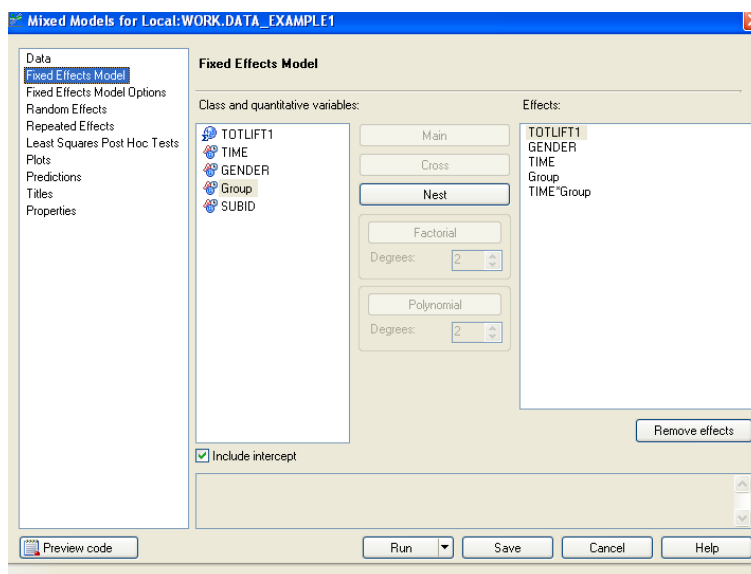 Mixed Models for Local:WORK.DATA_EXAMPLE1
Data
Fixed Effects Model
Fixed Effects Model Options
Random Effects
Repeated Effects
Least Squares Post Hoc Tests
Plots
Predictions
Titles
Properties
Fixed Effects Model
Class and quantitative variables:
TOTLIFT1
TIME
GENDER
Group
SUBID
Main
Cross
Nest
Factorial
Degrees: 2
Polynomial
Degrees: 2
Effects:
TOTLIFT1
GENDER
TIME
Group
TIME*Group
Remove effects
Include intercept
Preview code
Run
Save
Cancel
Help